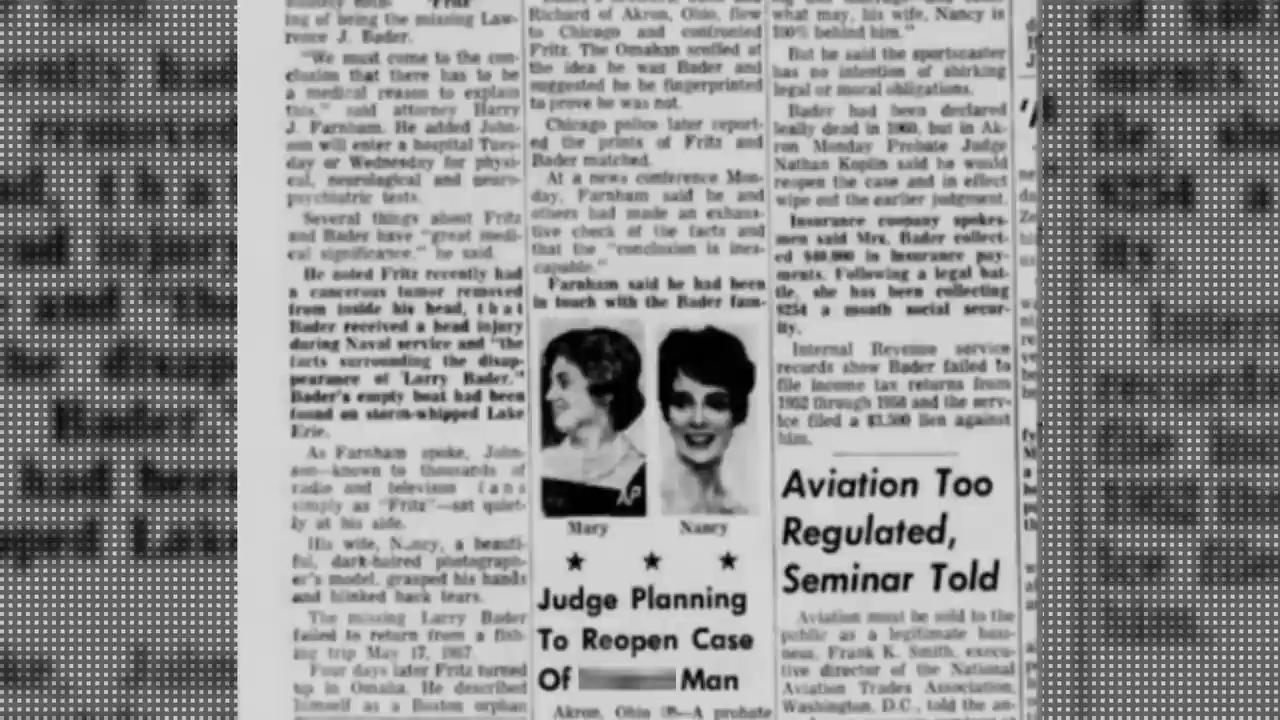 ing of being the missing Law-
rence J. Bader.
"We must come to the con-
clusion that there has to be
a medical reason to explain
this," said attorney Harry
J. Farnham. He added John-
son will enter a hospital Tues-
day or Wednesday for physi-
cal, neurological and neuro-
psychiatric tests.
Several things about Fritz
and Bader have "great medi-
cal significance," he said.
He noted Fritz recently had
a cancerous tumor removed
from inside his head, that
Bader received a head injury
during Naval service and "the
facts surrounding the disap-
pearance of Larry Bader."
Bader's empty boat had been
found on storm-whipped Lake
Erie.
As Farnham spoke, John-
son—known to thousands of
radio and television fans
simply as "Fritz"—sat quiet-
ly at his side.
His wife, Nancy, a beauti-
ful, dark-haired photograph-
er's model, grasped his hands
and blinked back tears.
The missing Larry Bader
failed to return from a fish-
ing trip May 17, 1957.
Four days later Fritz turned
up in Omaha. He described
himself as a Boston orphan
Richard of Akron, Ohio, flew
to Chicago and confronted
Fritz. The Omahan scoffed at
the idea he was Bader and
suggested he be fingerprinted
to prove he was not.
Chicago police later report-
ed the prints of Fritz and
Bader matched.
At a news conference Mon-
day, Farnham said he and
others had made an exhaus-
tive check of the facts and
that the "conclusion is ines-
capable."
Farnham said he had been
in touch with the Bader fam-
AP
Mary Nancy
★ ★ ★
Judge Planning
To Reopen Case
Of Man
Akron, Ohio —A probate
what may, his wife, Nancy is
100% behind him."
But he said the sportscaster
has no intention of shirking
legal or moral obligations.
Bader had been declared
leally dead in 1960, but in Ak-
ron Monday Probate Judge
Nathan Koplin said he would
reopen the case and in effect
wipe out the earlier judgment.
Insurance company spokes-
men said Mrs. Bader collect-
ed $40,000 in insurance pay-
ments. Following a legal bat-
tle, she has been collecting
$254 a month social secur-
ity.
Internal Revenue service
records show Bader failed to
file income tax returns from
1952 through 1958 and the serv-
ice filed a $3,500 lien against
him.
Aviation Too
Regulated,
Seminar Told
Aviation must be sold to the
public as a legitimate busi-
ness, Frank K. Smith, execu-
tive director of the National
Aviation Trades Association,
Washington, D.C., told the an-